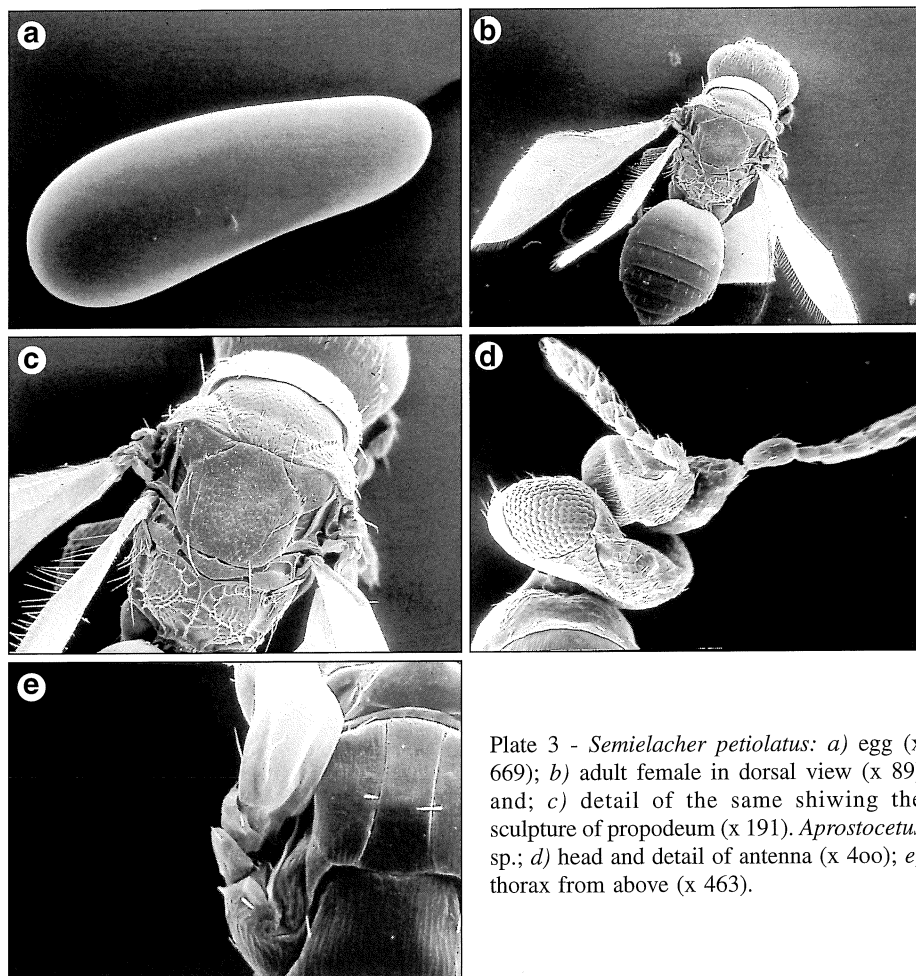 a
b
c
d
e
Plate 3 - Semielacher petiolatus: a) egg (x
669); b) adult female in dorsal view (x 89)
and; c) detail of the same shiwing the
sculpture of propodeum (x 191). Aprostocetus
sp.; d) head and detail of antenna (x 4oo); e)
thorax from above (x 463).